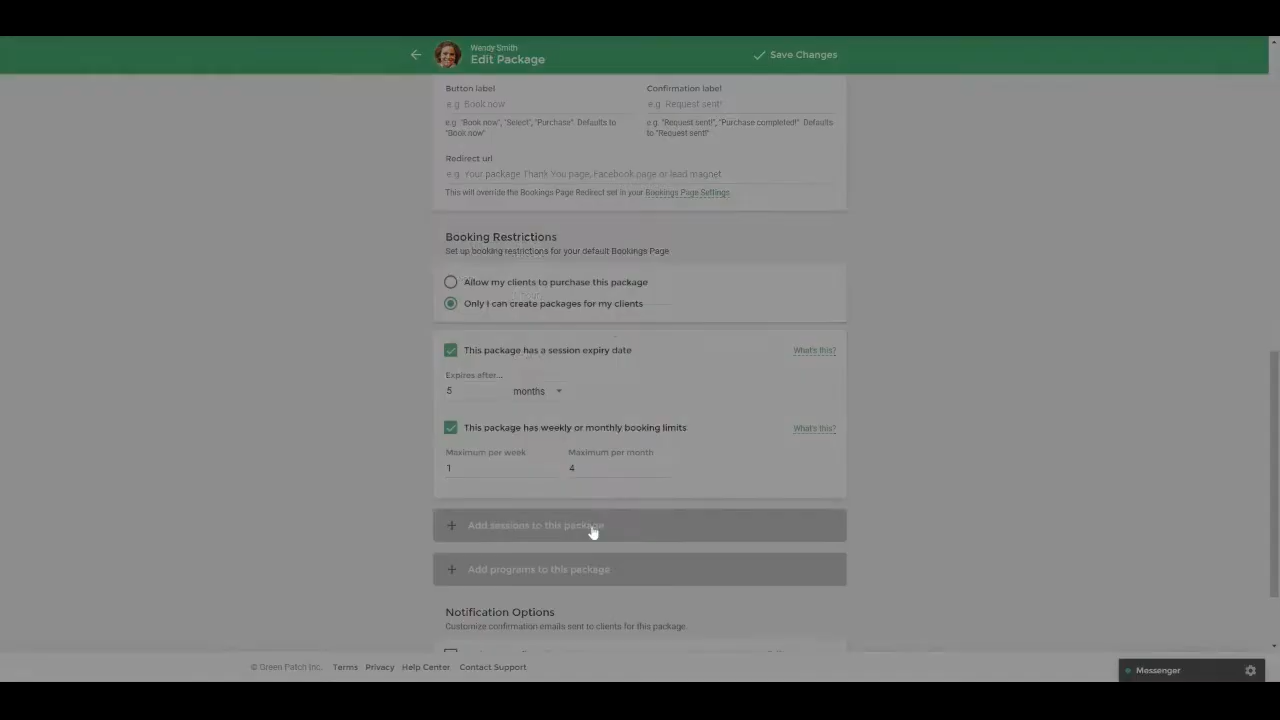 Wendy Smith
Edit Package
Save Changes
Button label
Confirmation label
e.g. Book now
e.g. Request sent!
e.g. "Book now", "Select", "Purchase". Defaults to "Book now"
e.g. "Request sent!", "Purchase completed!". Defaults to "Request sent!"
Redirect url
e.g. Your package Thank You page, Facebook page or lead magnet
This will override the Bookings Page Redirect set in your Bookings Page Settings
Booking Restrictions
Set up booking restrictions for your default Bookings Page
Allow my clients to purchase this package
Only I can create packages for my clients
This package has a session expiry date
What's this?
Expires after...
5 months
This package has weekly or monthly booking limits
What's this?
Maximum per week
Maximum per month
1
4
+ Add sessions to this package
+ Add programs to this package
Notification Options
Customize confirmation emails sent to clients for this package.
© Green Patch Inc. Terms Privacy Help Center Contact Support
Messenger